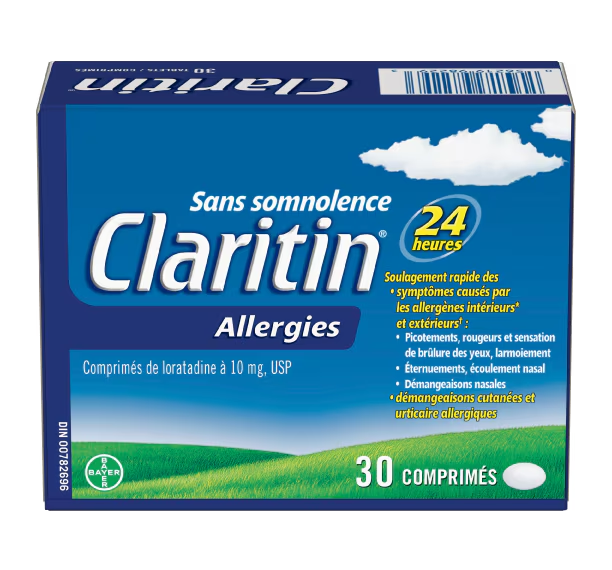 30 TABLETS / COMPRIMÉS
Claritin
Sans somnolence
Claritin®
24
heures
Allergies
Soulagement rapide des
• symptômes causés par
les allergènes intérieurs*
et extérieurs† :
• Picotements, rougeurs et sensation
de brûlure des yeux, larmoiement
• Éternuements, écoulement nasal
• Démangeaisons nasales
• démangeaisons cutanées et
urticaire allergiques
Comprimés de loratadine à 10 mg, USP
DIN 00782696
BAYER
BAYER
30 COMPRIMÉS